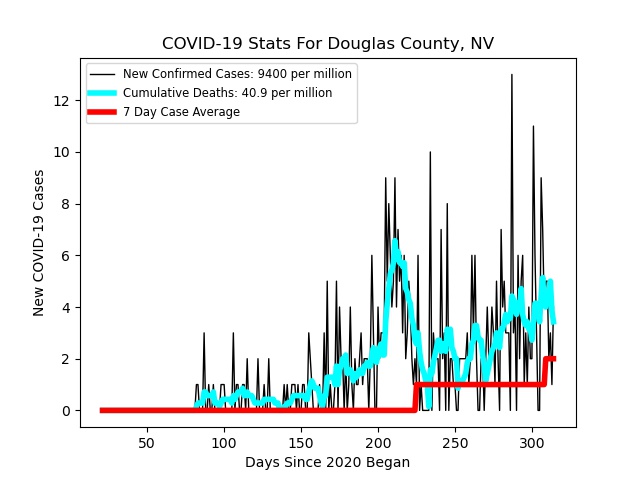 COVID-19 Stats For Douglas County, NV
New Confirmed Cases: 9400 per million
Cumulative Deaths: 40.9 per million
7 Day Case Average
New COVID-19 Cases
12
10
8
6
4
2
0
50 100 150 200 250 300
Days Since 2020 Began